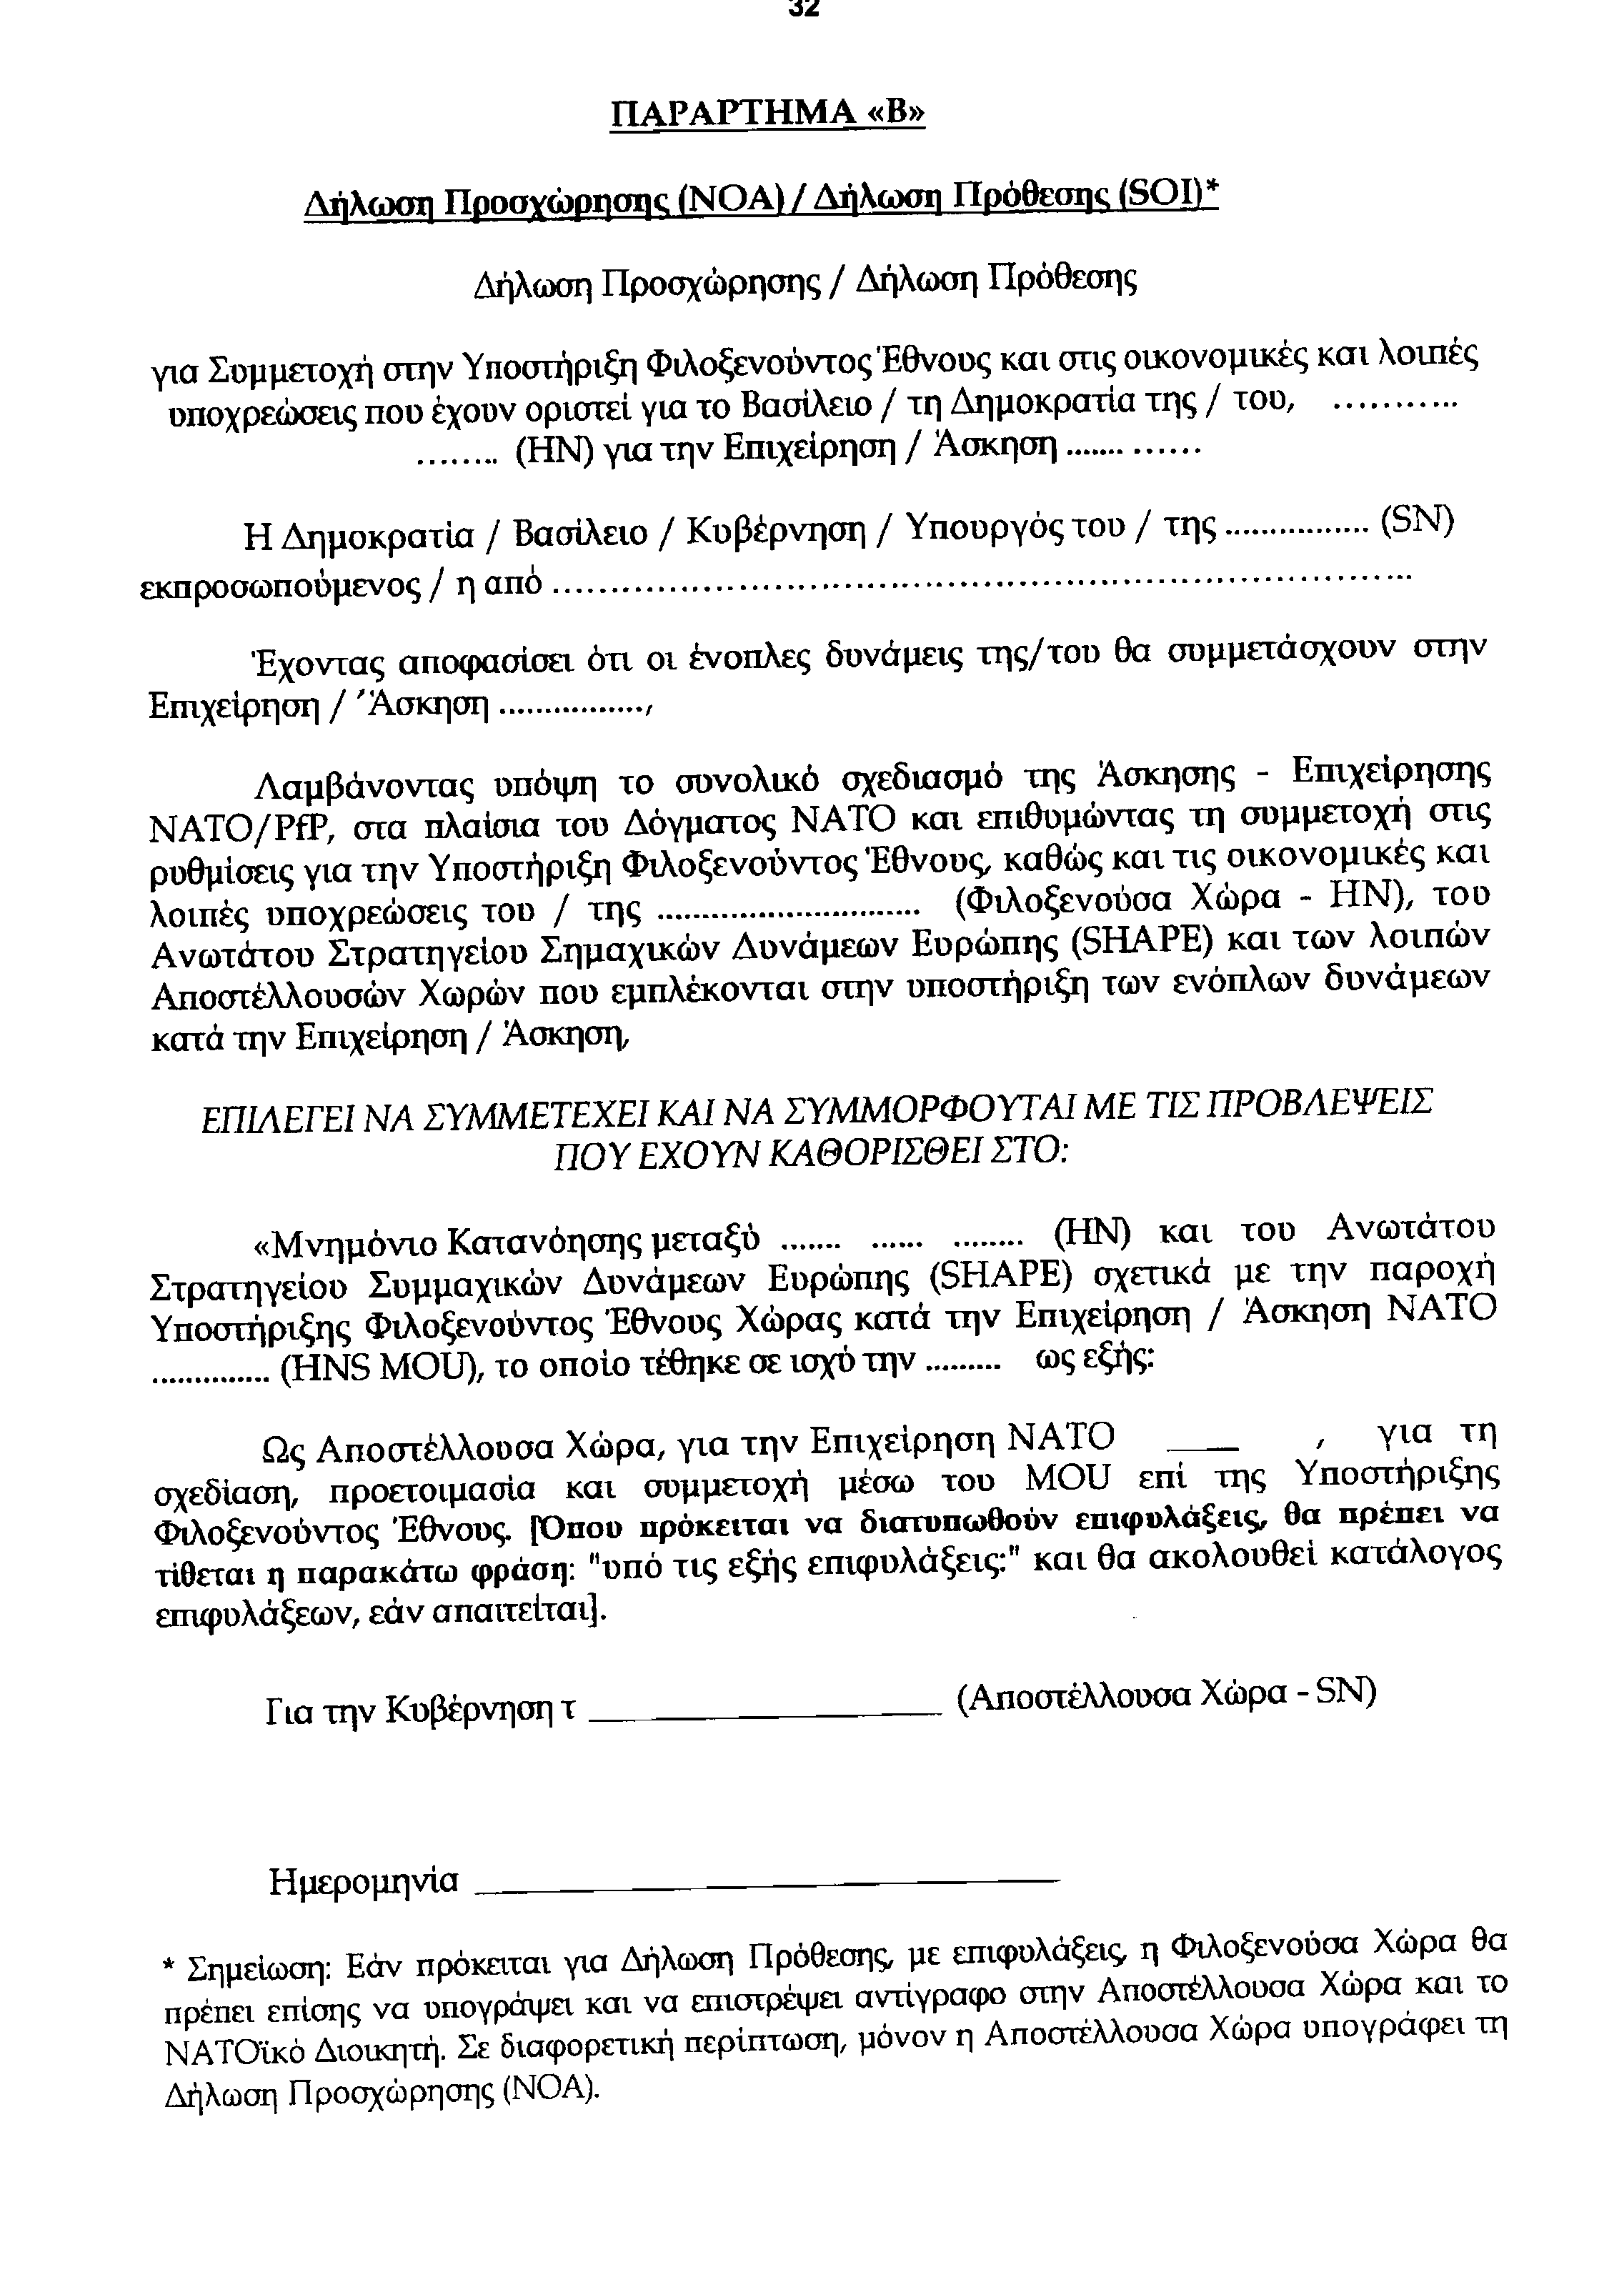 32
ΠΑΡΑΡΤΗΜΑ «Β»
Δήλωση Προσχώρησης (NOA) / Δήλωση Πρόθεσης (SOI)*
Δήλωση Προσχώρησης / Δήλωση Πρόθεσης
για Συμμετοχή στην Υποστήριξη Φιλοξενούντος Έθνους και στις οικονομικές και λοιπές
υποχρεώσεις που έχουν οριστεί για το Βασίλειο / τη Δημοκρατία της / του, ...........
........ (HN) για την Επιχείρηση / Άσκηση .............
Η Δημοκρατία / Βασίλειο / Κυβέρνηση / Υπουργός του / της ................ (SN)
εκπροσωπούμενος / η από ................................................................................
Έχοντας αποφασίσει ότι οι ένοπλες δυνάμεις της/του θα συμμετάσχουν στην
Επιχείρηση / ΄Άσκηση ................,
Λαμβάνοντας υπόψη το συνολικό σχεδιασμό της Άσκησης - Επιχείρησης
NATO/PfP, στα πλαίσια του Δόγματος ΝΑΤΟ και επιθυμώντας τη συμμετοχή στις
ρυθμίσεις για την Υποστήριξη Φιλοξενούντος Έθνους, καθώς και τις οικονομικές και
λοιπές υποχρεώσεις του / της ............................. (Φιλοξενούσα Χώρα - HN), του
Ανωτάτου Στρατηγείου Σημαχικών Δυνάμεων Ευρώπης (SHAPE) και των λοιπών
Αποστέλλουσών Χωρών που εμπλέκονται στην υποστήριξη των ενόπλων δυνάμεων
κατά την Επιχείρηση / Άσκηση,
ΕΠΙΛΕΓΕΙ ΝΑ ΣΥΜΜΕΤΕΧΕΙ ΚΑΙ ΝΑ ΣΥΜΜΟΡΦΟΥΤΑΙ ΜΕ ΤΙΣ ΠΡΟΒΛΕΨΕΙΣ
ΠΟΥ ΕΧΟΥΝ ΚΑΘΟΡΙΣΘΕΙ ΣΤΟ:
«Μνημόνιο Κατανόησης μεταξύ ....... ...... ........ (HN) και του Ανωτάτου
Στρατηγείου Συμμαχικών Δυνάμεων Ευρώπης (SHAPE) σχετικά με την παροχή
Υποστήριξης Φιλοξενούντος Έθνους Χώρας κατά την Επιχείρηση / Άσκηση ΝΑΤΟ
............. (HNS MOU), το οποίο τέθηκε σε ισχύ την ......... ως εξής:
Ως Αποστέλλουσα Χώρα, για την Επιχείρηση ΝΑΤΟ ____ , για τη
σχεδίαση, προετοιμασία και συμμετοχή μέσω του MOU επί της Υποστήριξης
Φιλοξενούντος Έθνους. [Όπου πρόκειται να διατυπωθούν επιφυλάξεις, θα πρέπει να
τίθεται η παρακάτω φράση: "υπό τις εξής επιφυλάξεις:" και θα ακολουθεί κατάλογος
επιφυλάξεων, εάν απαιτείται].
Για την Κυβέρνηση τ ____________________ (Αποστέλλουσα Χώρα - SN)
Ημερομηνία ______________________________
* Σημείωση: Εάν πρόκειται για Δήλωση Πρόθεσης, με επιφυλάξεις, η Φιλοξενούσα Χώρα θα
πρέπει επίσης να υπογράψει και να επιστρέψει αντίγραφο στην Αποστέλλουσα Χώρα και το
ΝΑΤΟϊκό Διοικητή. Σε διαφορετική περίπτωση, μόνον η Αποστέλλουσα Χώρα υπογράφει τη
Δήλωση Προσχώρησης (NOA).